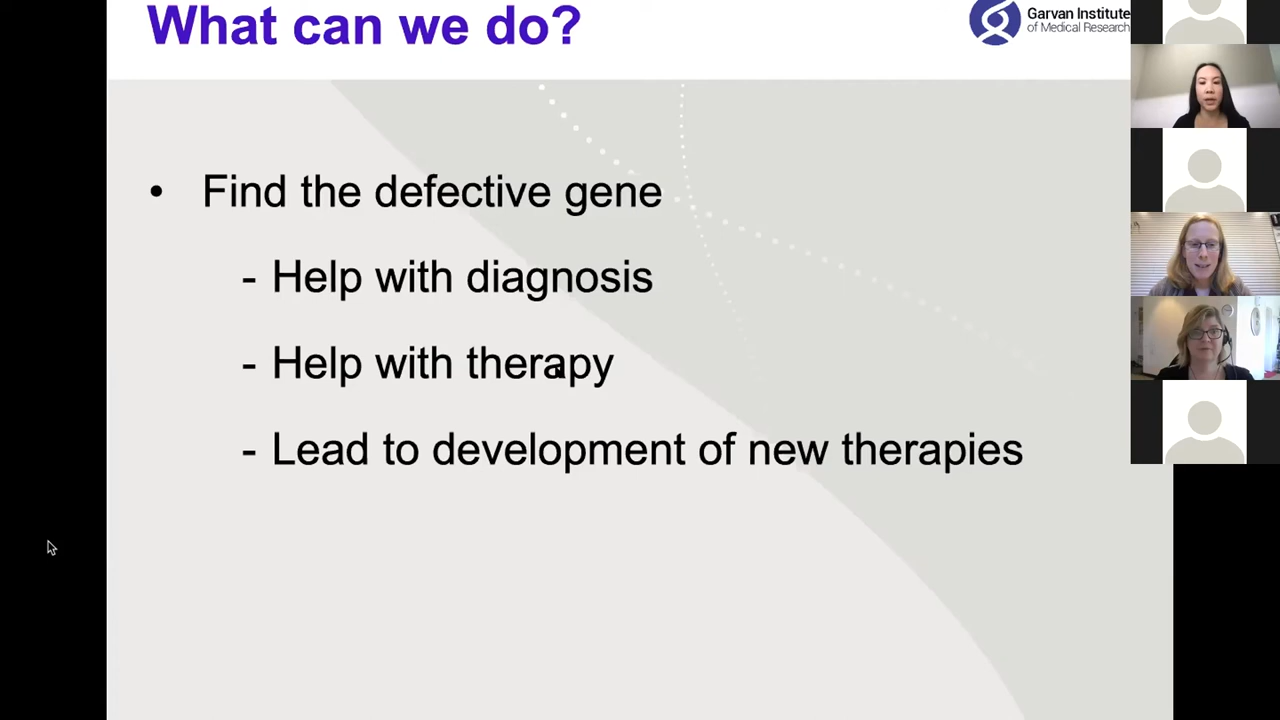 What can we do?
Garvan Institute
of Medical Research
• Find the defective gene
- Help with diagnosis
- Help with therapy
- Lead to development of new therapies